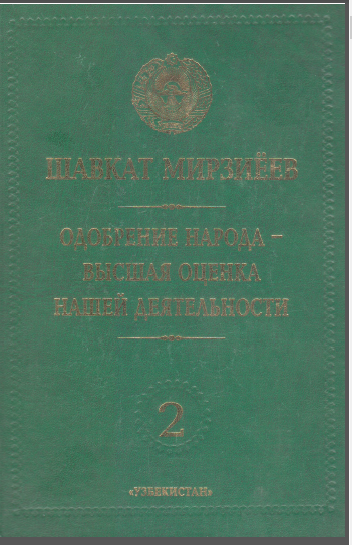 ШАВКАТ МИРЗИЁЕВ
ОДОБРЕНИЕ НАРОДА –
ВЫСШАЯ ОЦЕНКА
НАШЕЙ ДЕЯТЕЛЬНОСТИ
2
«УЗБЕКИСТАН»